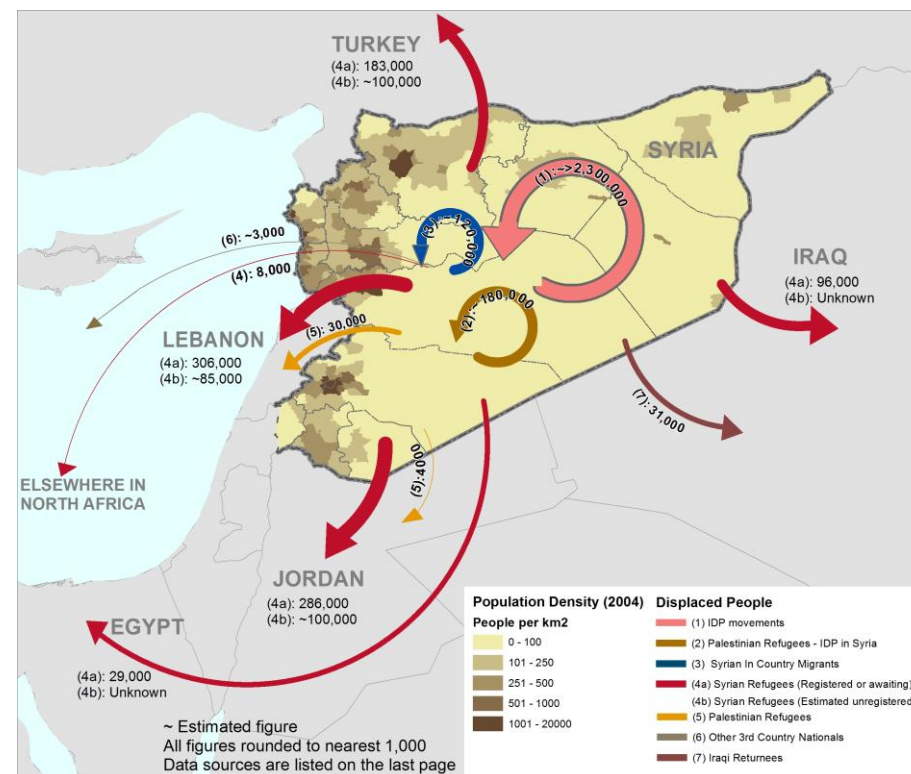 TURKEY
(4a): 183,000
(4b): ~100,000
SYRIA
(1): ~>2,300,000
(3): ~120,000
(6): ~3,000
(4): 8,000
(2): ~180,000
IRAQ
(4a): 96,000
(4b): Unknown
(5): 30,000
LEBANON
(4a): 306,000
(4b): ~85,000
(7): 31,000
(5): 4000
ELSEWHERE IN
NORTH AFRICA
JORDAN
(4a): 286,000
(4b): ~100,000
EGYPT
(4a): 29,000
(4b): Unknown
~ Estimated figure
All figures rounded to nearest 1,000
Data sources are listed on the last page
Population Density (2004)
People per km2
0 - 100
101 - 250
251 - 500
501 - 1000
1001 - 20000
Displaced People
(1) IDP movements
(2) Palestinian Refugees - IDP in Syria
(3) Syrian In Country Migrants
(4a) Syrian Refugees (Registered or awaiting)
(4b) Syrian Refugees (Estimated unregistered)
(5) Palestinian Refugees
(6) Other 3rd Country Nationals
(7) Iraqi Returnees